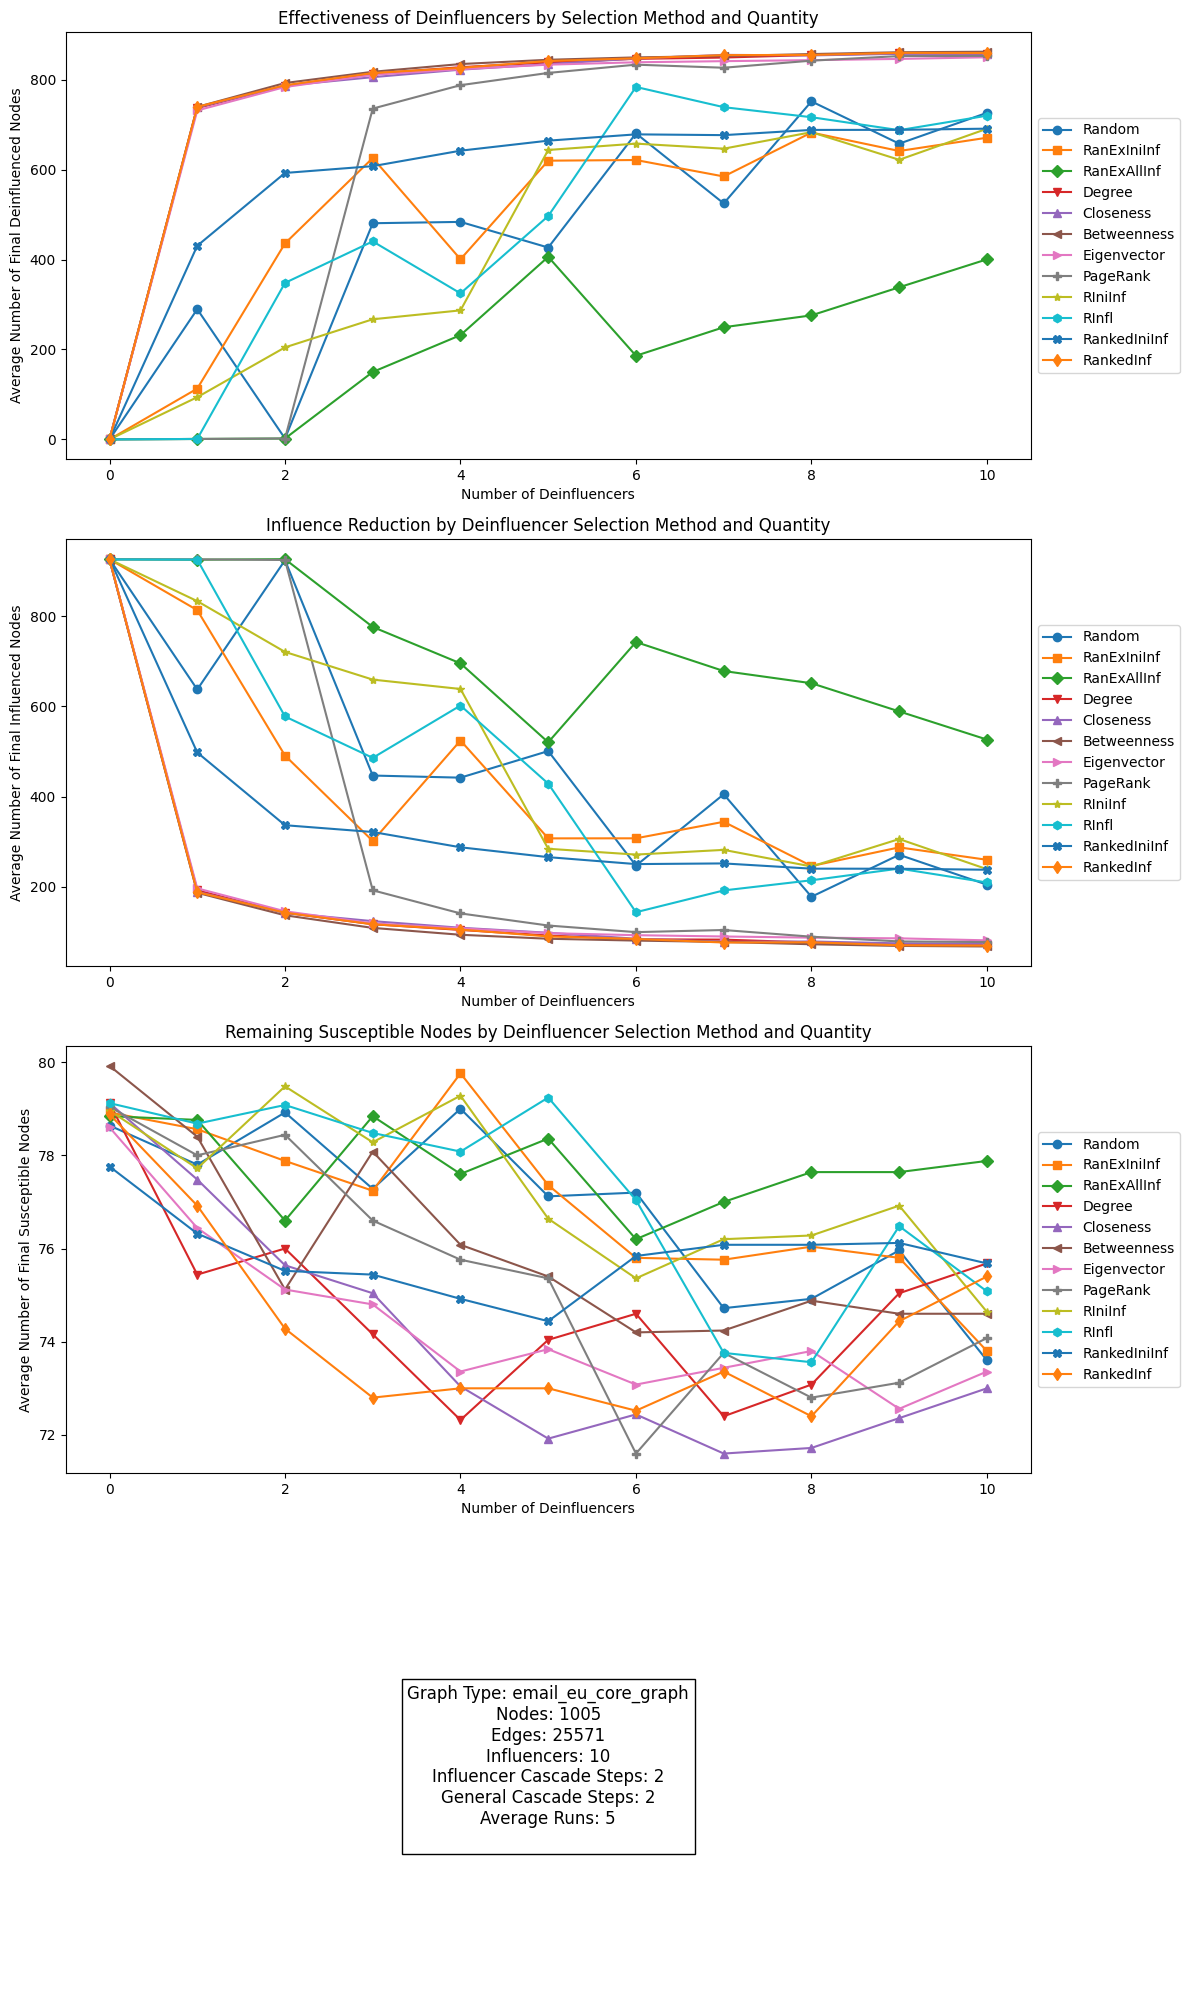 Effectiveness of Deinfluencers by Selection Method and Quantity
Average Number of Final Deinfluenced Nodes
800
600
400
200
0
0 2 4 6 8 10
Number of Deinfluencers
Random
RanExIniInf
RanExAllInf
Degree
Closeness
Betweenness
Eigenvector
PageRank
RIniInf
RInfl
RankedIniInf
RankedInf
Influence Reduction by Deinfluencer Selection Method and Quantity
Average Number of Final Influenced Nodes
800
600
400
200
0 2 4 6 8 10
Number of Deinfluencers
Random
RanExIniInf
RanExAllInf
Degree
Closeness
Betweenness
Eigenvector
PageRank
RIniInf
RInfl
RankedIniInf
RankedInf
Remaining Susceptible Nodes by Deinfluencer Selection Method and Quantity
Average Number of Final Susceptible Nodes
80
78
76
74
72
0 2 4 6 8 10
Number of Deinfluencers
Random
RanExIniInf
RanExAllInf
Degree
Closeness
Betweenness
Eigenvector
PageRank
RIniInf
RInfl
RankedIniInf
RankedInf
Graph Type: email_eu_core_graph
Nodes: 1005
Edges: 25571
Influencers: 10
Influencer Cascade Steps: 2
General Cascade Steps: 2
Average Runs: 5